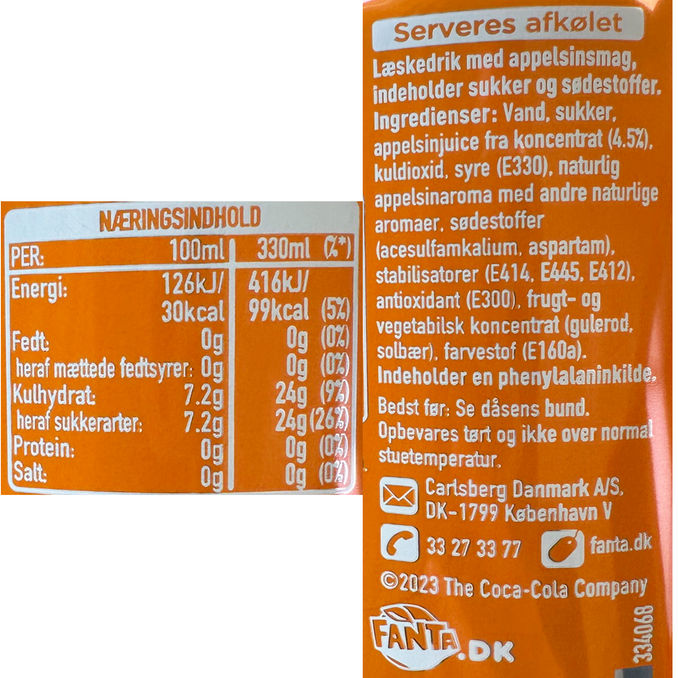 NÆRINGSINDHOLD
PER: 100ml 330ml (%*)
Energi: 126kJ/ 416kJ/
30kcal 99kcal (5%)
Fedt: 0g 0g (0%)
heraf mættede fedtsyrer: 0g 0g (0%)
Kulhydrat: 7.2g 24g (9%)
heraf sukkerarter: 7.2g 24g (26%)
Protein: 0g 0g (0%)
Salt: 0g 0g (0%)
Serveres afkølet
Læskedrik med appelsinsmag,
indeholder sukker og sødestoffer.
Ingredienser: Vand, sukker,
appelsinjuice fra koncentrat (4.5%),
kuldioxid, syre (E330), naturlig
appelsinaroma med andre naturlige
aromaer, sødestoffer
(acesulfamkalium, aspartam),
stabilisatorer (E414, E445, E412),
antioxidant (E300), frugt- og
vegetabilsk koncentrat (gulerod,
solbær), farvestof (E160a).
Indeholder en phenylalaninkilde.
Bedst før: Se dåsens bund.
Opbevares tørt og ikke over normal
stuetemperatur.
Carlsberg Danmark A/S,
DK-1799 København V
33 27 33 77 fanta.dk
©2023 The Coca-Cola Company
FANTA.DK
334068